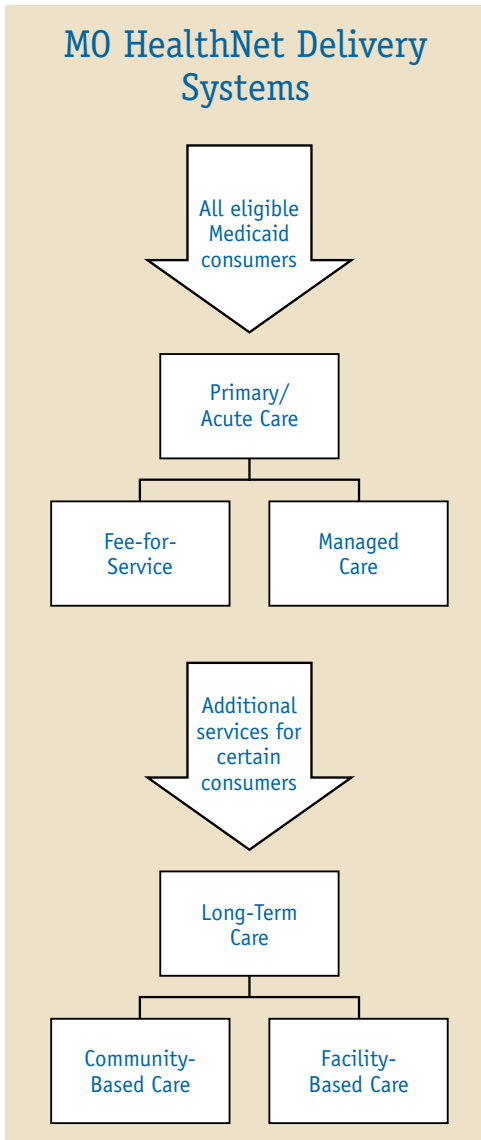 MO HealthNet Delivery
Systems
All eligible
Medicaid
consumers
Primary/
Acute Care
Fee-for-
Service
Managed
Care
Additional
services for
certain
consumers
Long-Term
Care
Community-
Based Care
Facility-
Based Care